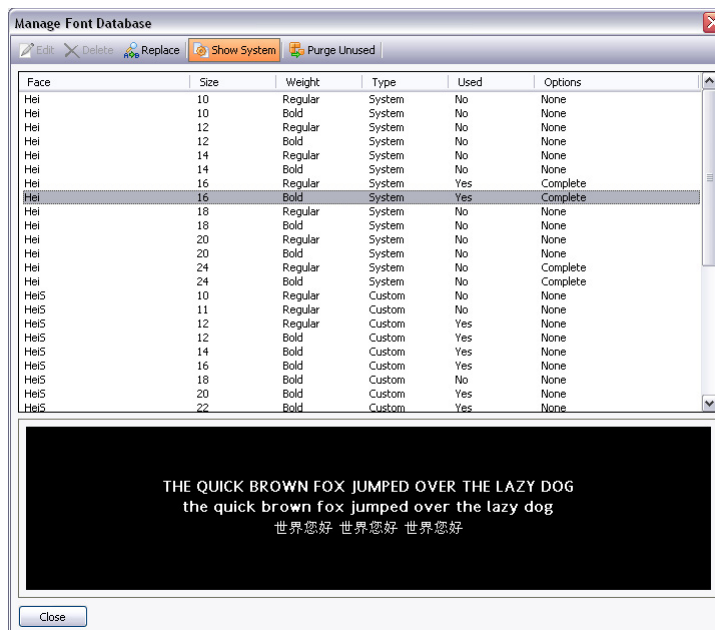 Manage Font Database
Edit Delete Replace Show System Purge Unused
Face Size Weight Type Used Options
Hei 10 Regular System No None
Hei 10 Bold System No None
Hei 12 Regular System No None
Hei 12 Bold System No None
Hei 14 Regular System No None
Hei 14 Bold System No None
Hei 16 Regular System Yes Complete
Hei 16 Bold System Yes Complete
Hei 18 Regular System No None
Hei 18 Bold System No None
Hei 20 Regular System No None
Hei 20 Bold System No None
Hei 24 Regular System No Complete
Hei 24 Bold System No Complete
HeiS 10 Regular Custom No None
HeiS 11 Regular Custom No None
HeiS 12 Regular Custom Yes None
HeiS 12 Bold Custom Yes None
HeiS 14 Bold Custom Yes None
HeiS 16 Bold Custom Yes None
HeiS 18 Bold Custom No None
HeiS 20 Bold Custom Yes None
HeiS 22 Bold Custom Yes None
THE QUICK BROWN FOX JUMPED OVER THE LAZY DOG
the quick brown fox jumped over the lazy dog
世界您好 世界您好 世界您好
Close